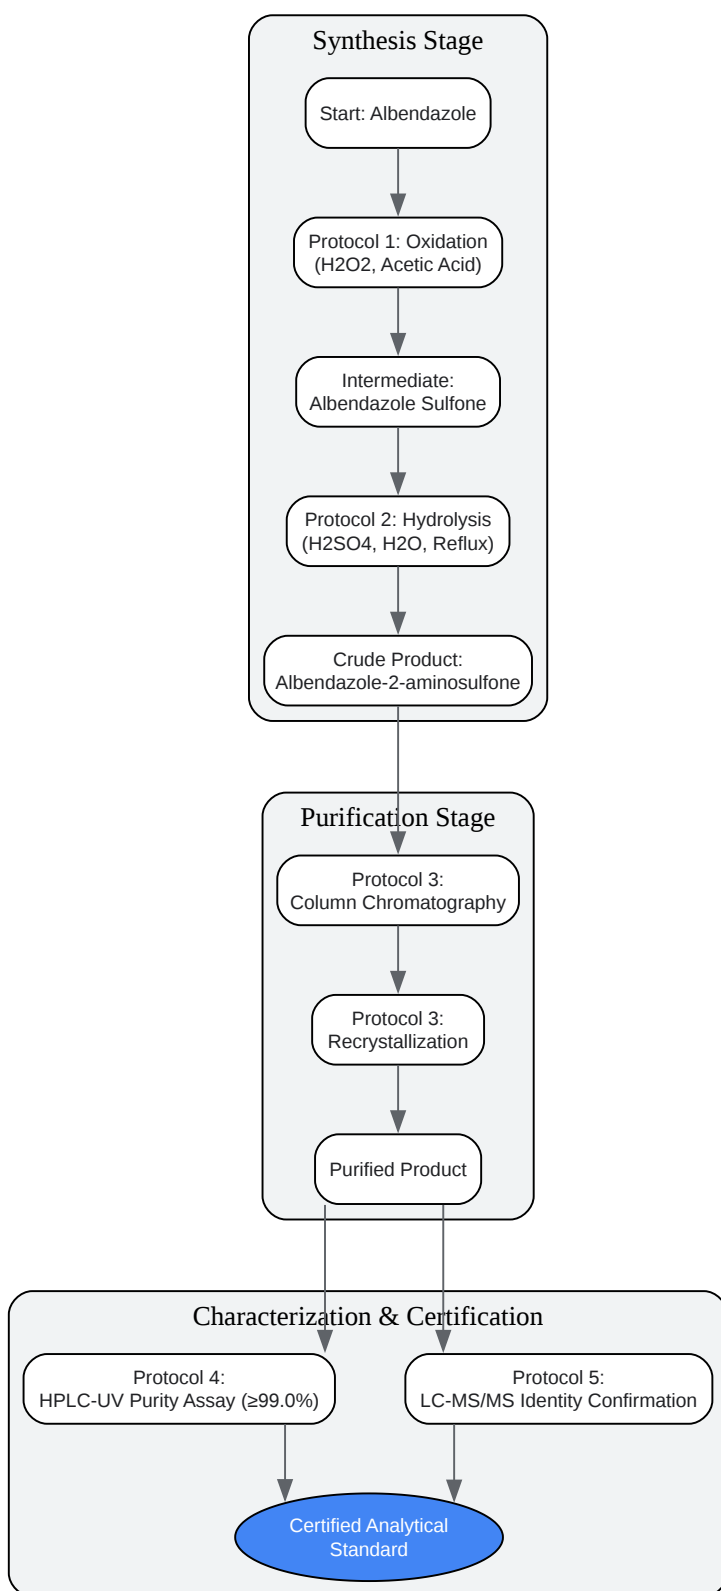 Synthesis Stage
Start: Albendazole
Protocol 1: Oxidation
(H2O2, Acetic Acid)
Intermediate:
Albendazole Sulfone
Protocol 2: Hydrolysis
(H2SO4, H2O, Reflux)
Crude Product:
Albendazole-2-aminosulfone
Purification Stage
Protocol 3:
Column Chromatography
Protocol 3:
Recrystallization
Purified Product
Characterization & Certification
Protocol 4:
HPLC-UV Purity Assay (≥99.0%)
Protocol 5:
LC-MS/MS Identity Confirmation
Certified Analytical
Standard